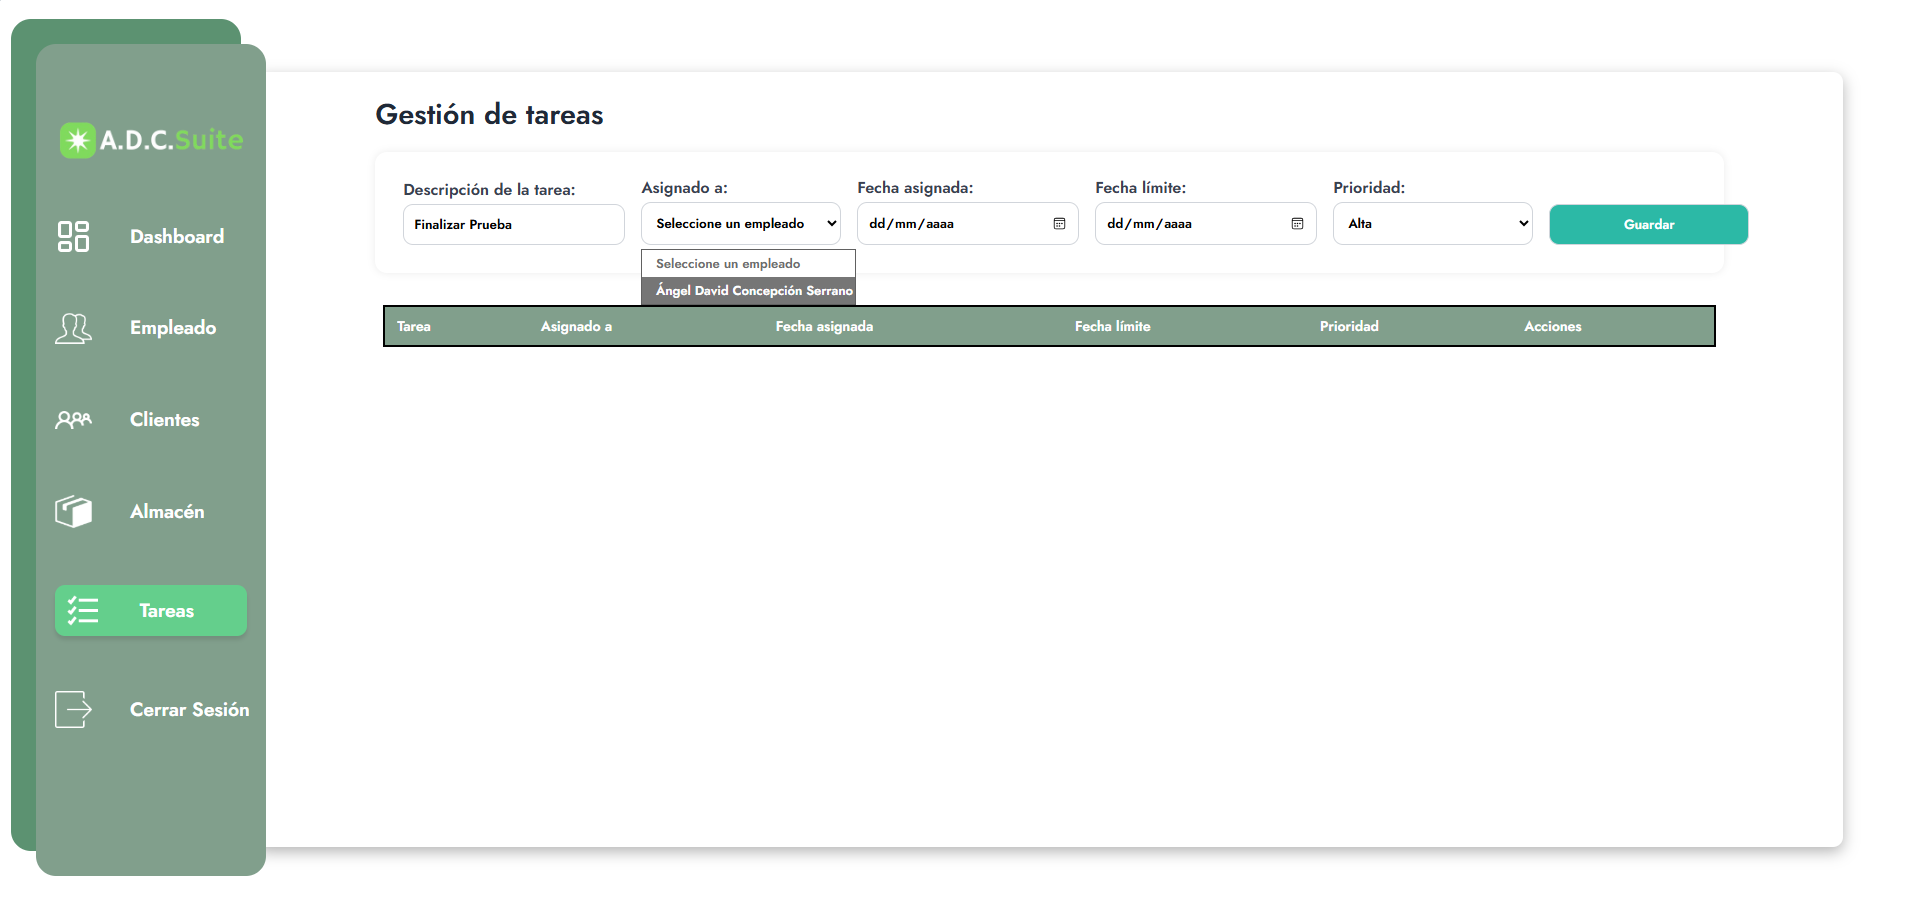 A.D.C.Suite
Dashboard
Empleado
Clientes
Almacén
Tareas
Cerrar Sesión
Gestión de tareas
Descripción de la tarea:
Finalizar Prueba
Asignado a:
Seleccione un empleado
Seleccione un empleado
Ángel David Concepción Serrano
Fecha asignada:
dd/mm/aaaa
Fecha límite:
dd/mm/aaaa
Prioridad:
Alta
Guardar
Tarea Asignado a Fecha asignada Fecha límite Prioridad Acciones